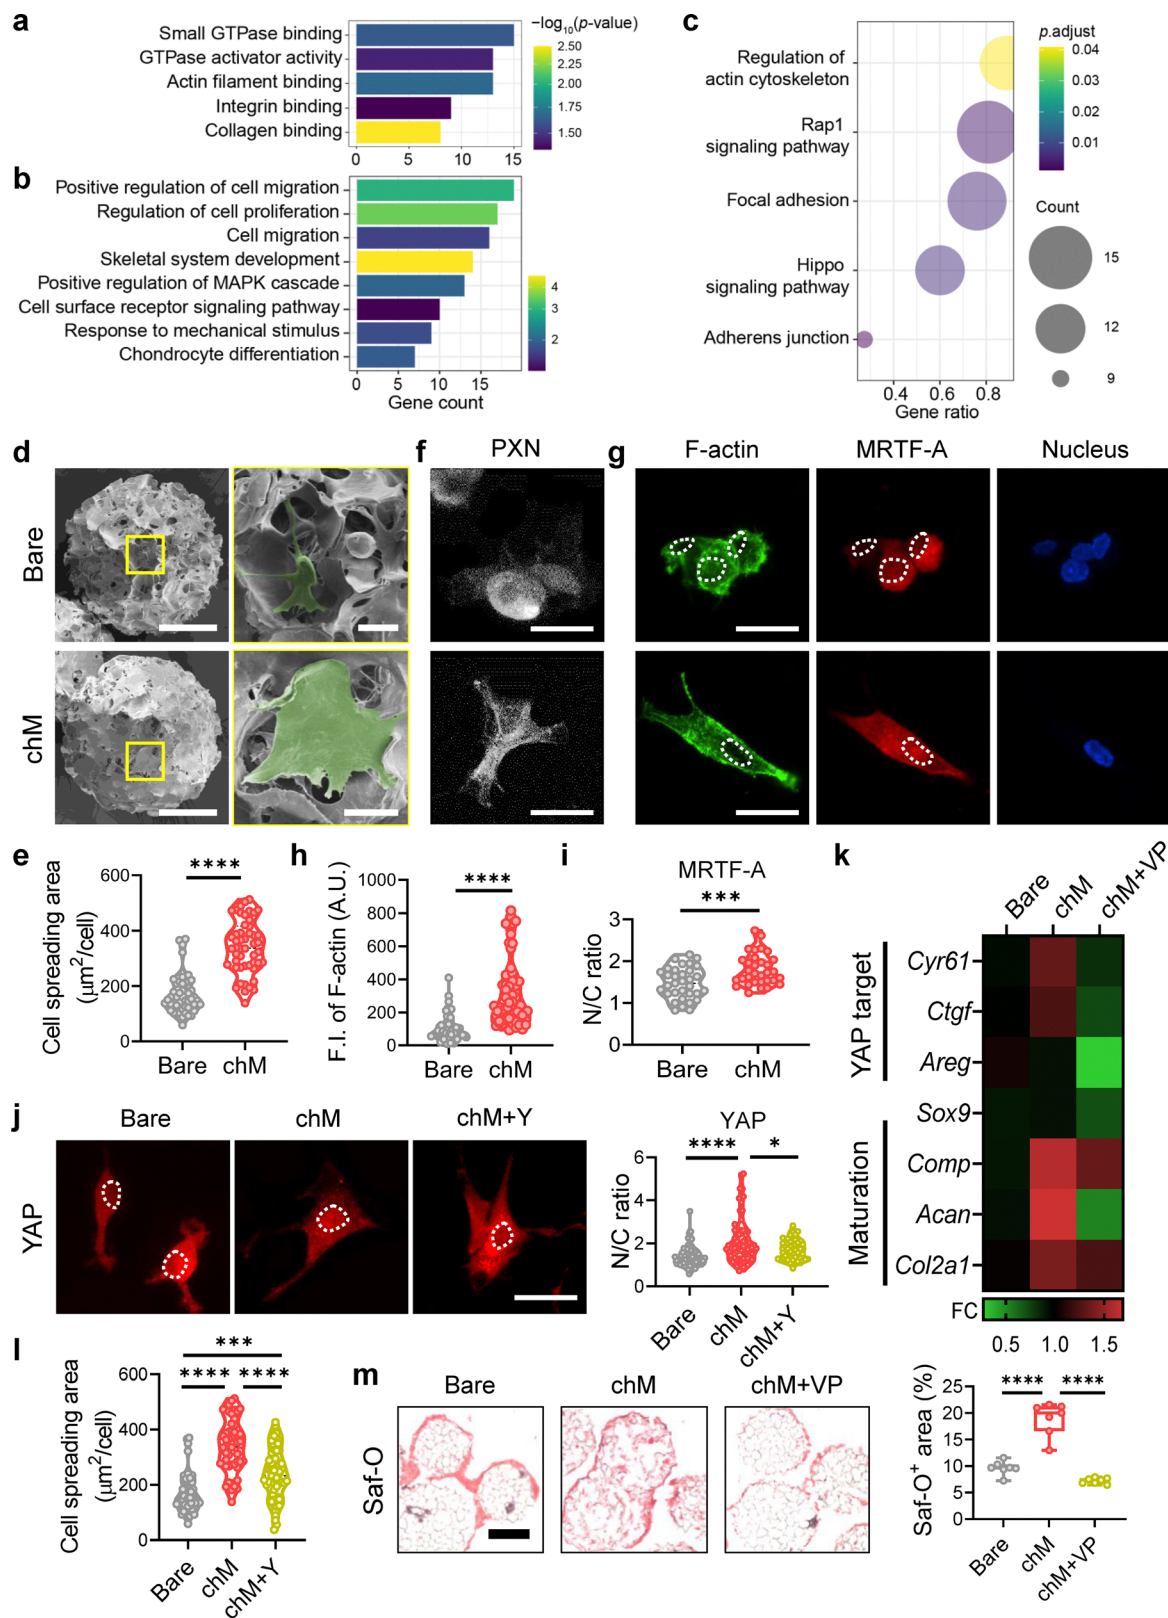 a
Small GTPase binding
GTPase activator activity
Actin filament binding
Integrin binding
Collagen binding
0 5 10 15
−log10(p-value)
2.50
2.25
2.00
1.75
1.50
b
Positive regulation of cell migration
Regulation of cell proliferation
Cell migration
Skeletal system development
Positive regulation of MAPK cascade
Cell surface receptor signaling pathway
Response to mechanical stimulus
Chondrocyte differentiation
0 5 10 15
Gene count
4
3
2
c
Regulation of
actin cytoskeleton
Rap1
signaling pathway
Focal adhesion
Hippo
signaling pathway
Adherens junction
0.4 0.6 0.8
Gene ratio
p.adjust
0.04
0.03
0.02
0.01
Count
15
12
9
d
Bare
chM
f
PXN
g
F-actin MRTF-A Nucleus
e
Cell spreading area
(μm²/cell)
600
400
200
0
****
Bare chM
h
F.I. of F-actin (A.U.)
1000
800
600
400
200
0
****
Bare chM
i
MRTF-A
N/C ratio
3
2
1
0
***
Bare chM
k
Bare chM chM+VP
YAP target
Maturation
Cyr61
Ctgf
Areg
Sox9
Comp
Acan
Col2a1
FC
0.5 1.0 1.5
j
Bare chM chM+Y
YAP
YAP
N/C ratio
6
4
2
0
**** *
Bare chM chM+Y
l
Cell spreading area
(μm²/cell)
600
400
200
0
***
**** ****
Bare chM chM+Y
m
Bare chM chM+VP
Saf-O
Saf-O+ area (%)
25
20
15
10
5
0
**** ****
Bare chM chM+VP